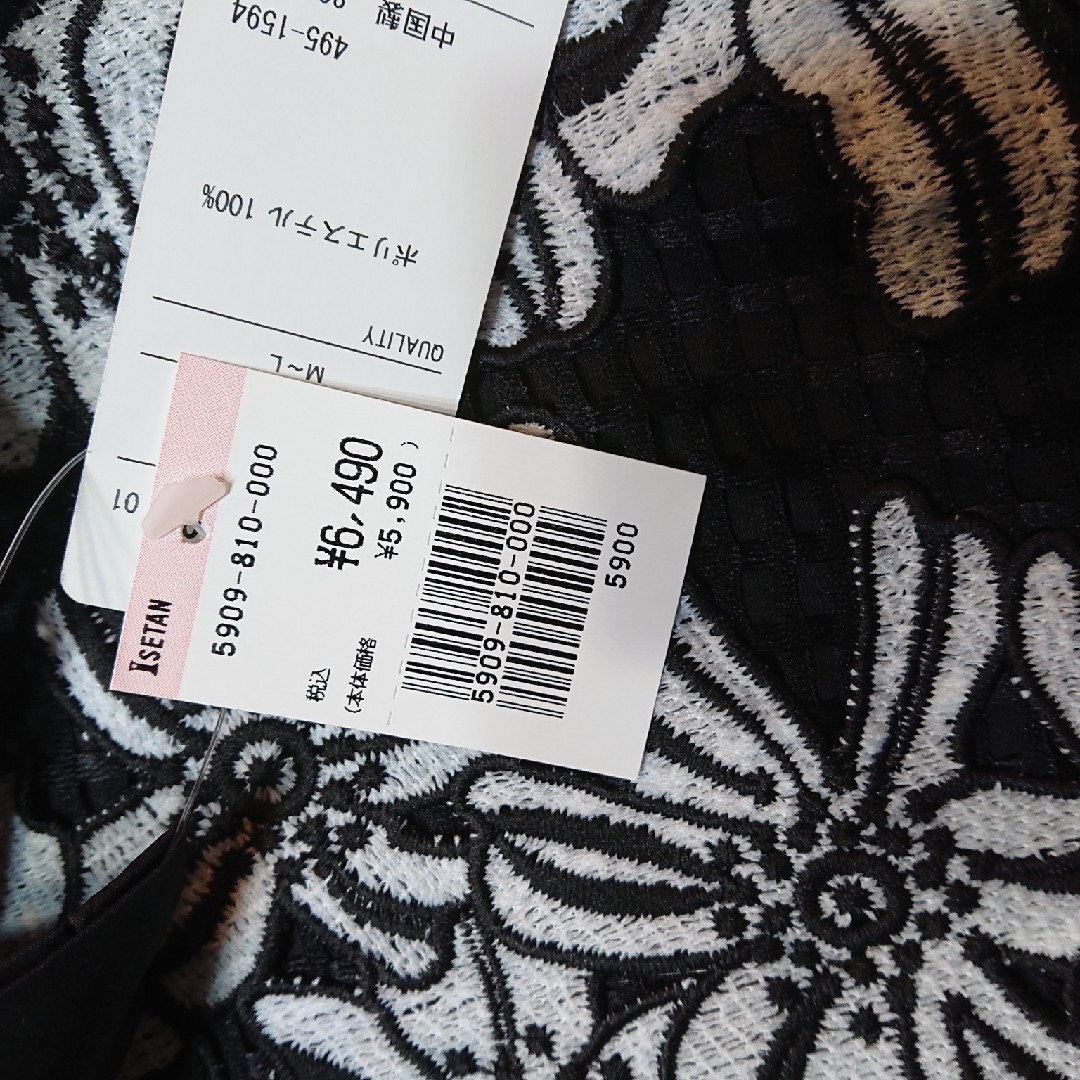 ISETAN
5909-810-000
税込 ¥6,490
(本体価格 ¥5,900 )
5909-810-000
5900
01
M~L
QUALITY
ポリエステル 100%
495-1594
中国製